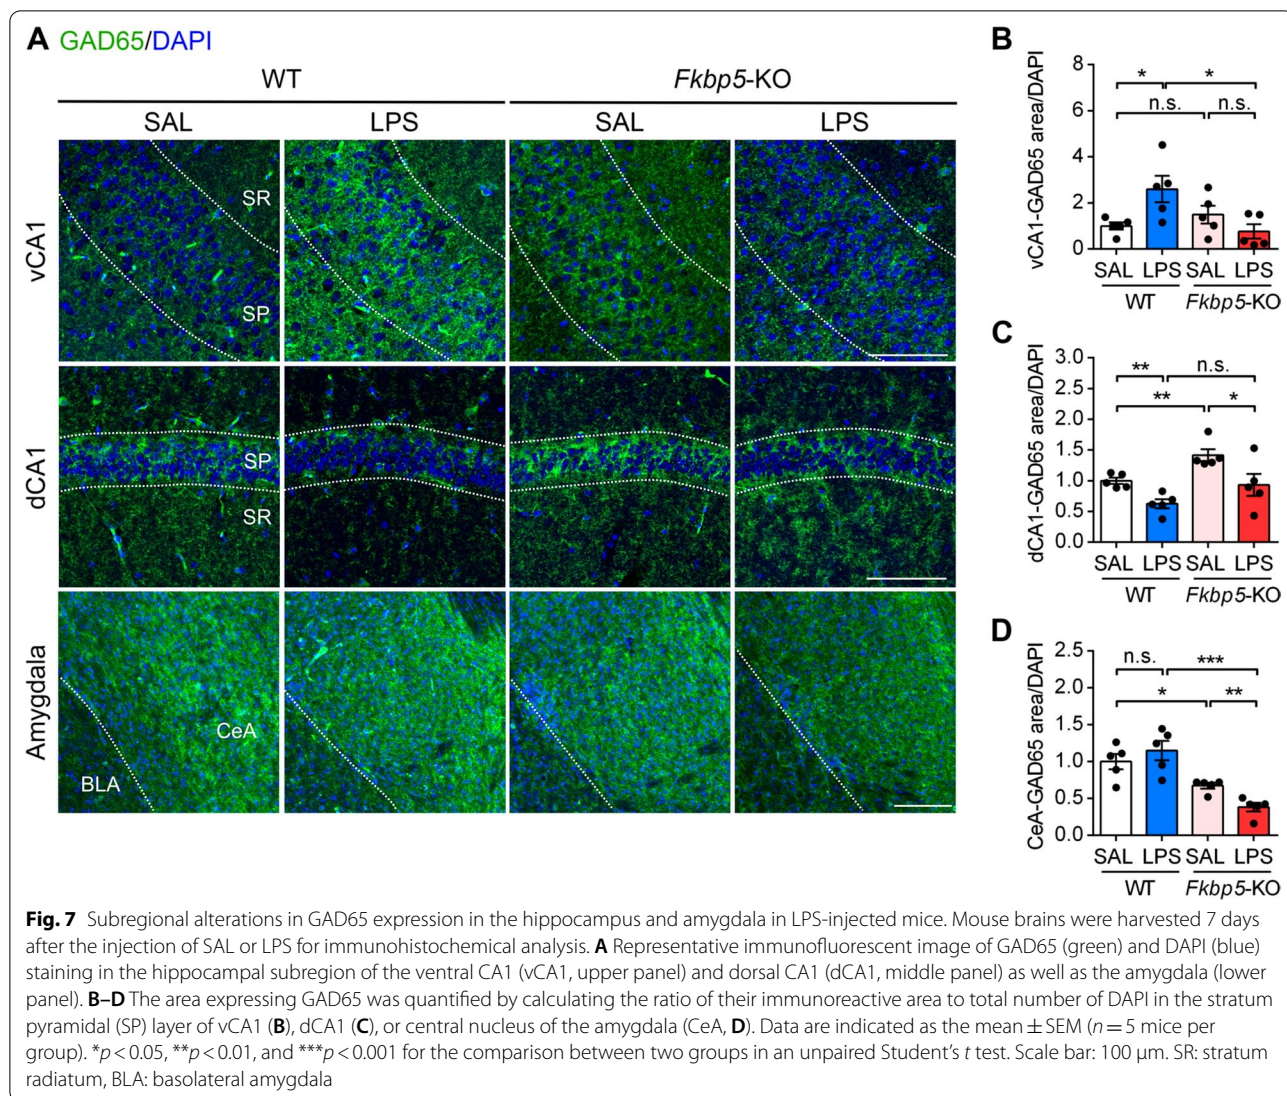 A GAD65/DAPI
WT Fkbp5-KO
SAL LPS SAL LPS
vCA1
SR
SP
dCA1
SP
SR
Amygdala
CeA
BLA
B
vCA1-GAD65 area/DAPI
8
6
4
2
0
* *
n.s. n.s.
SAL LPS SAL LPS
WT Fkbp5-KO
C
dCA1-GAD65 area/DAPI
3.0
2.5
2.0
1.5
1.0
0.5
0.0
** n.s.
** *
SAL LPS SAL LPS
WT Fkbp5-KO
D
CeA-GAD65 area/DAPI
2.5
2.0
1.5
1.0
0.5
0.0
n.s. ***
* **
SAL LPS SAL LPS
WT Fkbp5-KO
Fig. 7 Subregional alterations in GAD65 expression in the hippocampus and amygdala in LPS-injected mice. Mouse brains were harvested 7 days
after the injection of SAL or LPS for immunohistochemical analysis. A Representative immunofluorescent image of GAD65 (green) and DAPI (blue)
staining in the hippocampal subregion of the ventral CA1 (vCA1, upper panel) and dorsal CA1 (dCA1, middle panel) as well as the amygdala (lower
panel). B–D The area expressing GAD65 was quantified by calculating the ratio of their immunoreactive area to total number of DAPI in the stratum
pyramidal (SP) layer of vCA1 (B), dCA1 (C), or central nucleus of the amygdala (CeA, D). Data are indicated as the mean ± SEM (n = 5 mice per
group). *p < 0.05, **p < 0.01, and ***p < 0.001 for the comparison between two groups in an unpaired Student's t test. Scale bar: 100 μm. SR: stratum
radiatum, BLA: basolateral amygdala